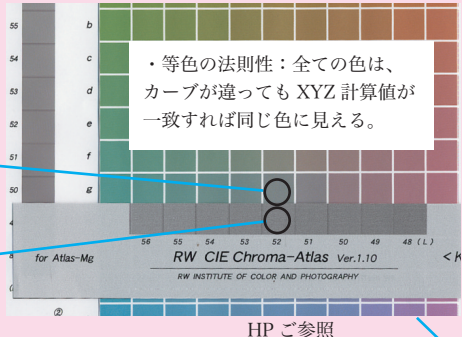 55 b
54 c
53 d
52 e
51 f
50 g
・等色の法則性：全ての色は、
カーブが違っても XYZ 計算値が
一致すれば同じ色に見える。
56 55 54 53 52 51 50 49 48 (L)
for Atlas-Mg RW CIE Chroma-Atlas Ver.1.10 < K
RW INSTITUTE OF COLOR AND PHOTOGRAPHY
②
HP ご参照